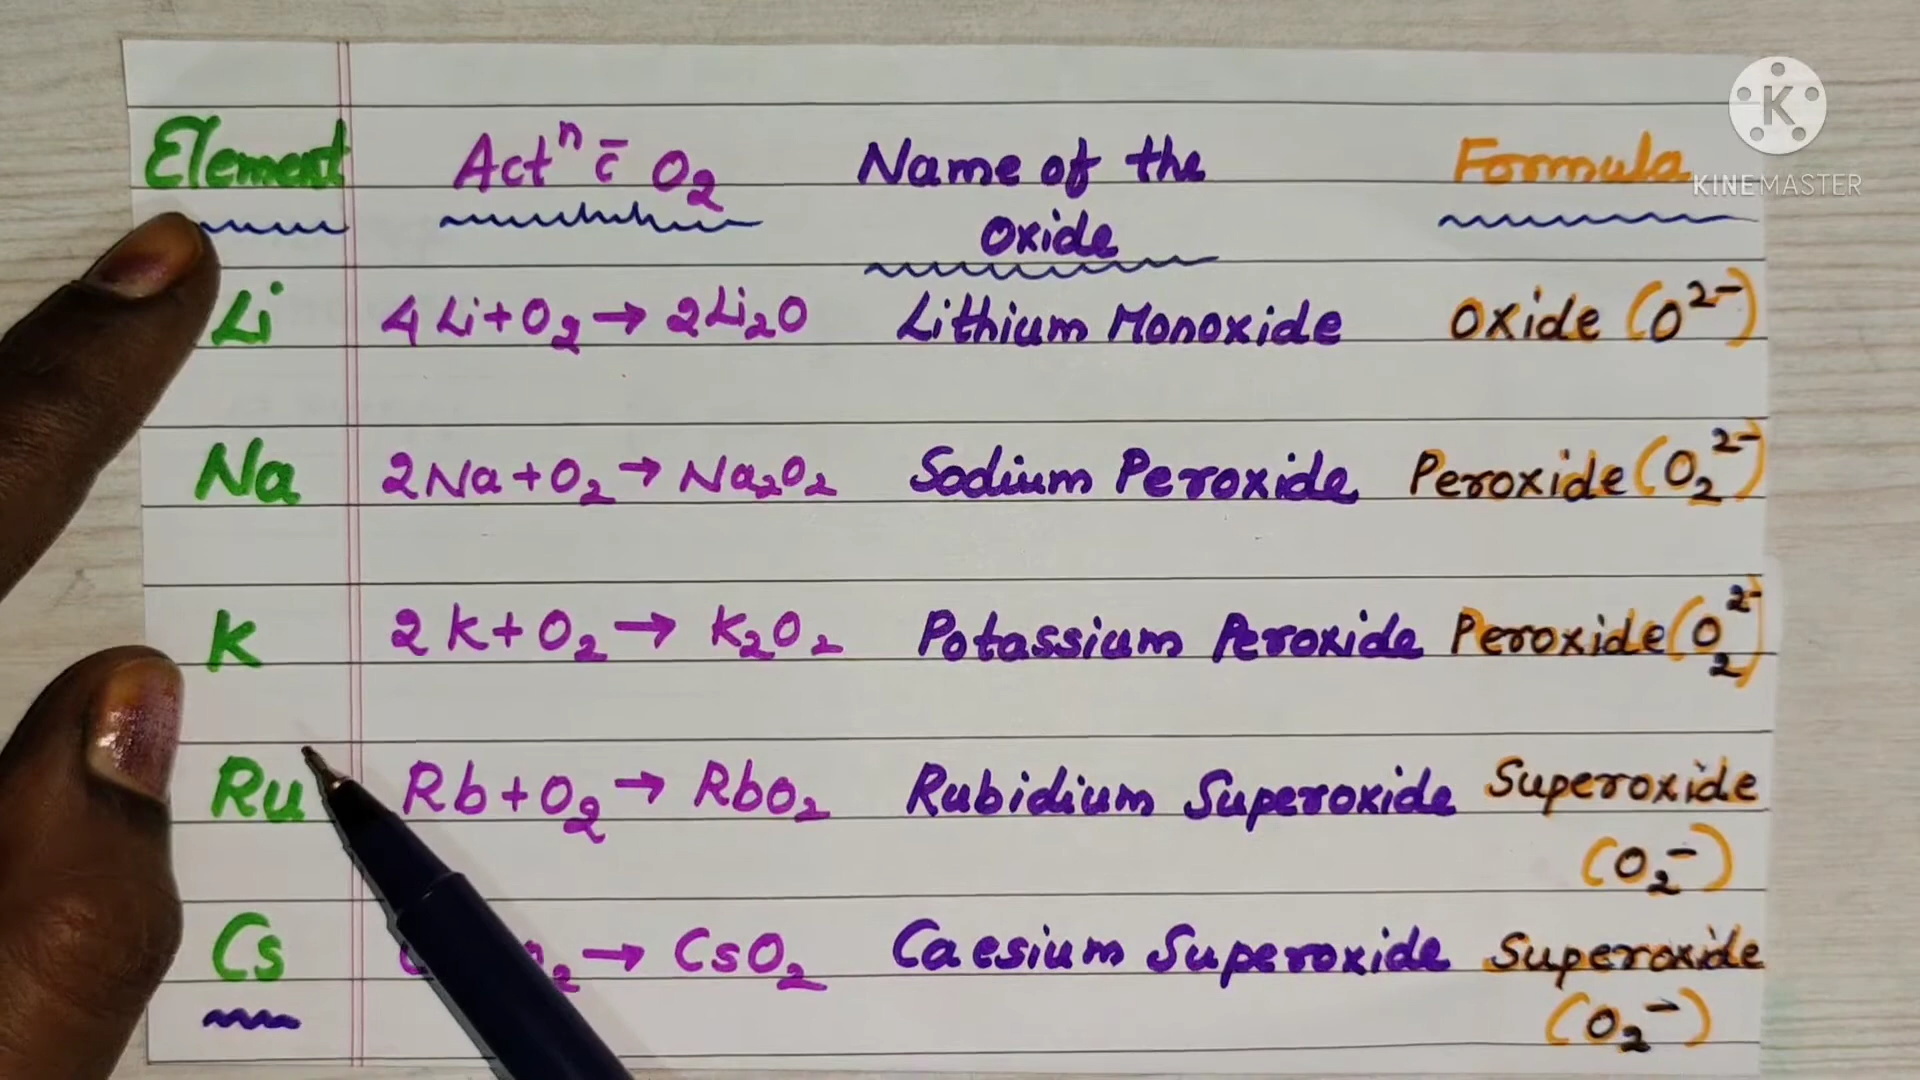 Element Actⁿ c̄ O₂ Name of the Oxide Formula
Li 4Li+O₂→2Li₂O Lithium Monoxide Oxide (O²⁻)
Na 2Na+O₂→Na₂O₂ Sodium Peroxide Peroxide (O₂²⁻)
K 2K+O₂→K₂O₂ Potassium Peroxide Peroxide (O₂²⁻)
Ru Rb+O₂→RbO₂ Rubidium Superoxide Superoxide (O₂⁻)
Cs →CsO₂ Caesium Superoxide Superoxide (O₂⁻)
K
KINEMASTER